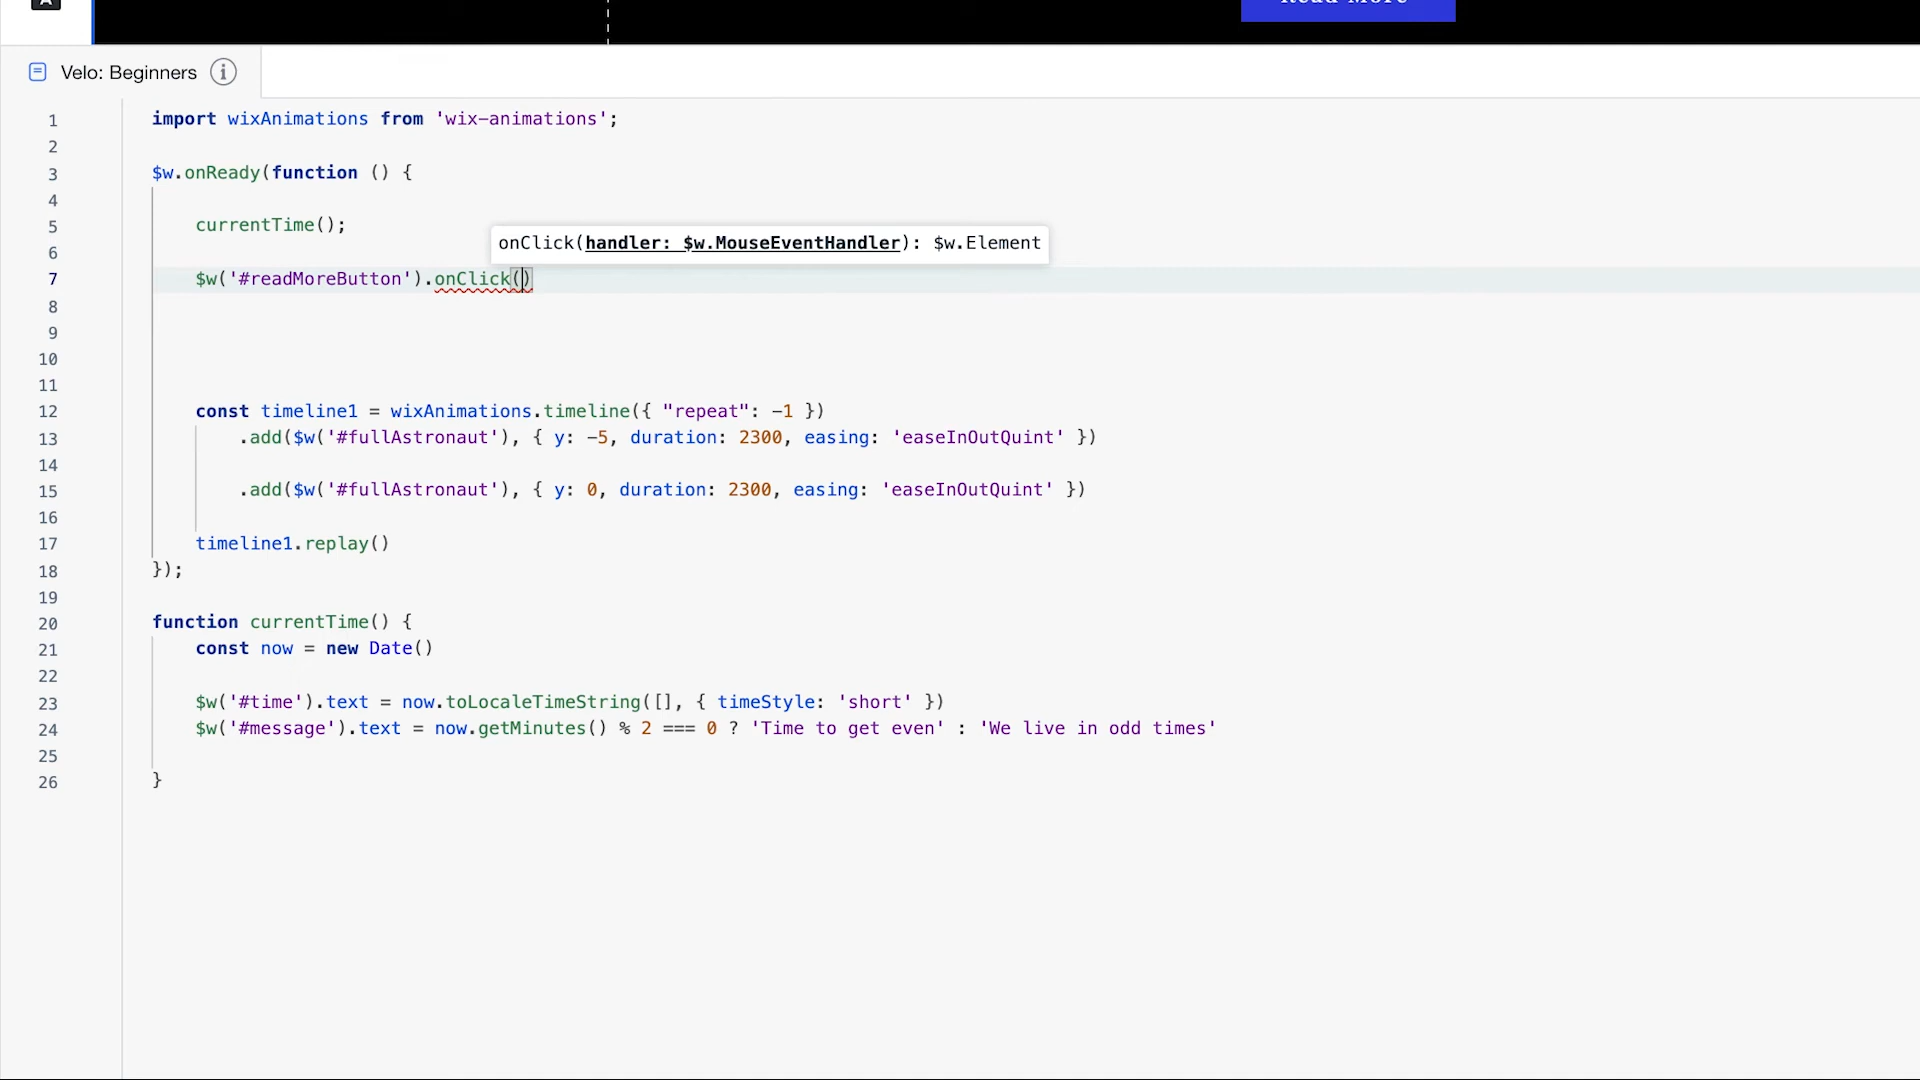 A
Read More
Velo: Beginners
1 import wixAnimations from 'wix-animations';
2
3 $w.onReady(function () {
4
5 currentTime();
onClick(handler: $w.MouseEventHandler): $w.Element
6
7 $w('#readMoreButton').onClick()
8
9
10
11
12 const timeline1 = wixAnimations.timeline({ "repeat": -1 })
13 .add($w('#fullAstronaut'), { y: -5, duration: 2300, easing: 'easeInOutQuint' })
14
15 .add($w('#fullAstronaut'), { y: 0, duration: 2300, easing: 'easeInOutQuint' })
16
17 timeline1.replay()
18 });
19
20 function currentTime() {
21 const now = new Date()
22
23 $w('#time').text = now.toLocaleTimeString([], { timeStyle: 'short' })
24 $w('#message').text = now.getMinutes() % 2 === 0 ? 'Time to get even' : 'We live in odd times'
25
26 }